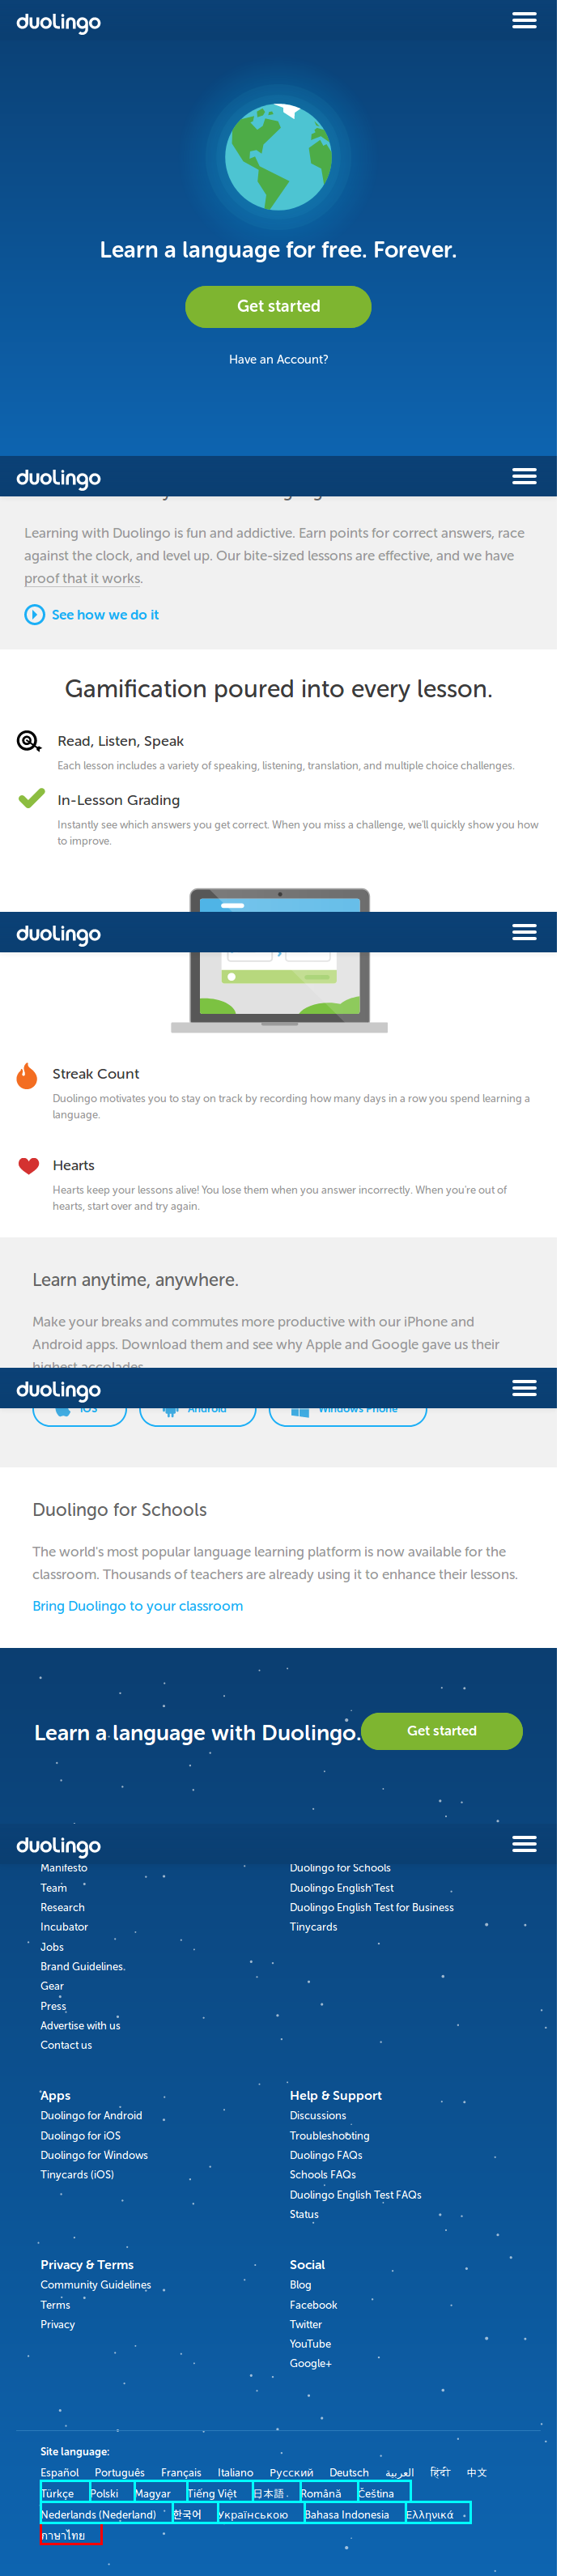 duolingo
Learn a language for free. Forever.
Get started
Have an Account?
duolingo
Learning with Duolingo is fun and addictive. Earn points for correct answers, race
against the clock, and level up. Our bite-sized lessons are effective, and we have
proof that it works.
See how we do it
Gamification poured into every lesson.
Read, Listen, Speak
Each lesson includes a variety of speaking, listening, translation, and multiple choice challenges.
In-Lesson Grading
Instantly see which answers you get correct. When you miss a challenge, we'll quickly show you how
to improve.
duolingo
Streak Count
Duolingo motivates you to stay on track by recording how many days in a row you spend learning a
language.
Hearts
Hearts keep your lessons alive! You lose them when you answer incorrectly. When you're out of
hearts, start over and try again.
Learn anytime, anywhere.
Make your breaks and commutes more productive with our iPhone and
Android apps. Download them and see why Apple and Google gave us their
highest accolades.
duolingo
iOS Android Windows Phone
Duolingo for Schools
The world's most popular language learning platform is now available for the
classroom. Thousands of teachers are already using it to enhance their lessons.
Bring Duolingo to your classroom
Learn a language with Duolingo. Get started
duolingo
Manifesto
Team
Research
Incubator
Jobs
Brand Guidelines
Gear
Press
Advertise with us
Contact us
Duolingo for Schools
Duolingo English Test
Duolingo English Test for Business
Tinycards
Apps
Duolingo for Android
Duolingo for iOS
Duolingo for Windows
Tinycards (iOS)
Help & Support
Discussions
Troubleshooting
Duolingo FAQs
Schools FAQs
Duolingo English Test FAQs
Status
Privacy & Terms
Community Guidelines
Terms
Privacy
Social
Blog
Facebook
Twitter
YouTube
Google+
Site language:
Español Português Français Italiano Русский Deutsch العربية हिंदी 中文
Türkçe Polski Magyar Tiếng Việt 日本語 Română Čeština
Nederlands (Nederland) 한국어 Українською Bahasa Indonesia Ελληνικά
ภาษาไทย